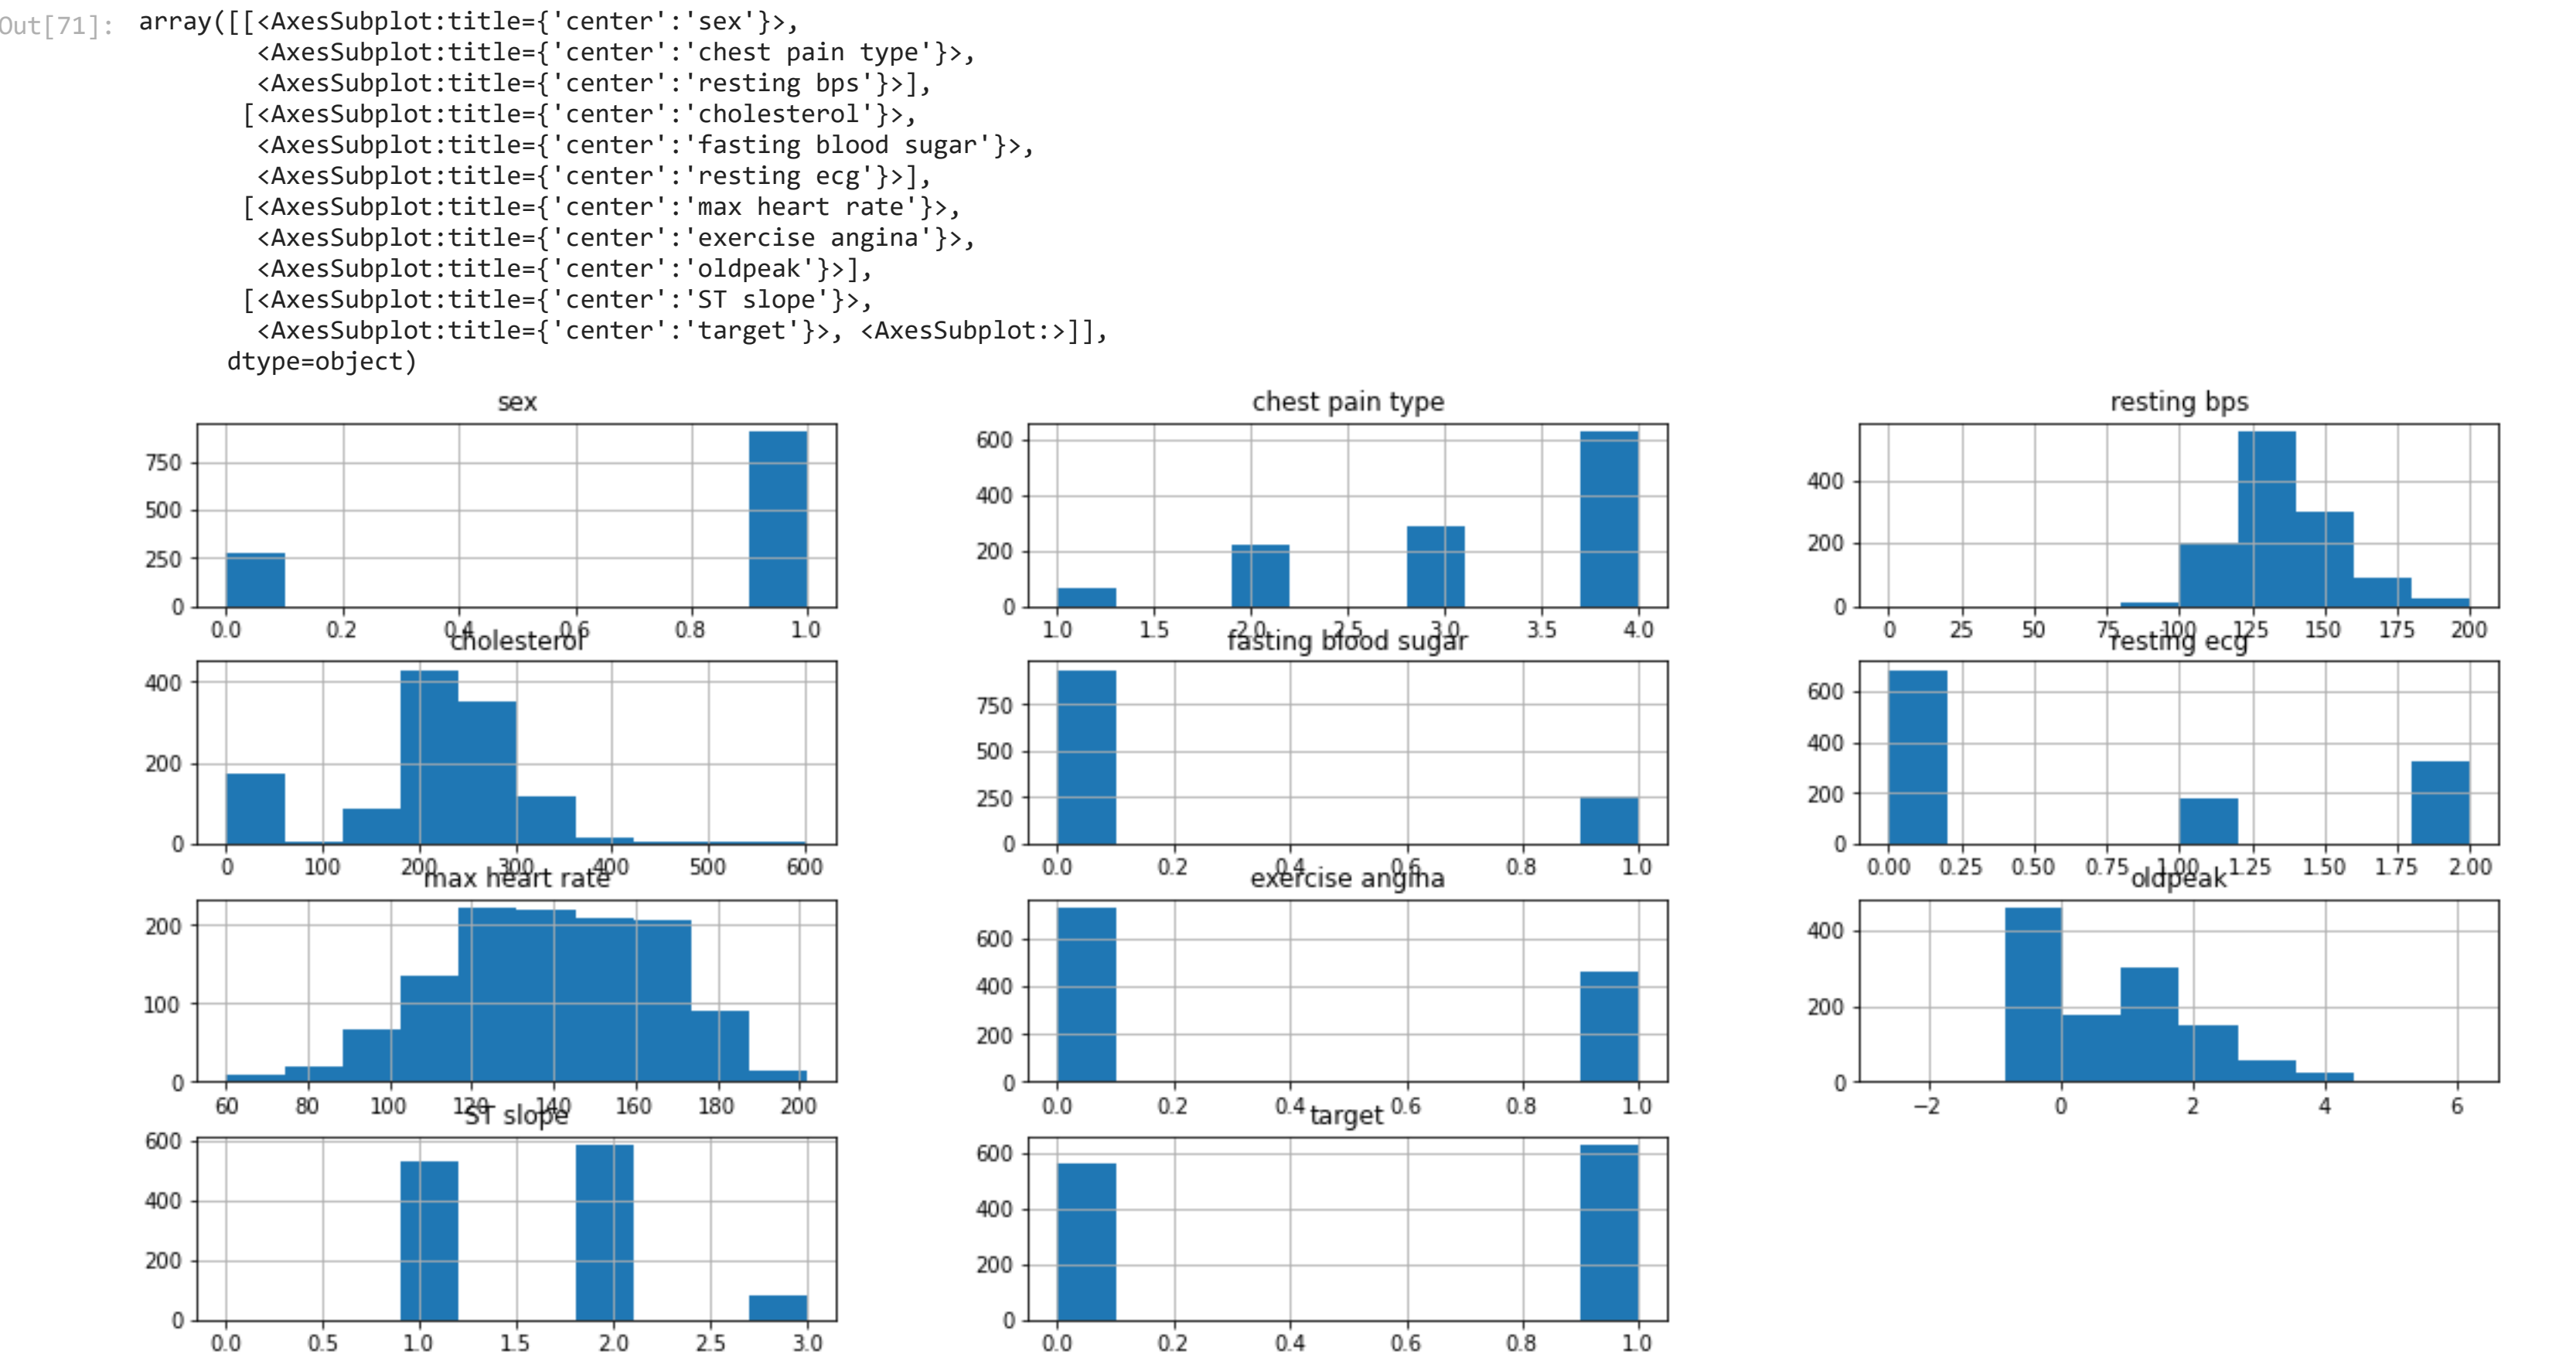 Out[71]: array([[<AxesSubplot:title={'center':'sex'}>,
<AxesSubplot:title={'center':'chest pain type'}>,
<AxesSubplot:title={'center':'resting bps'}>],
[<AxesSubplot:title={'center':'cholesterol'}>,
<AxesSubplot:title={'center':'fasting blood sugar'}>,
<AxesSubplot:title={'center':'resting ecg'}>],
[<AxesSubplot:title={'center':'max heart rate'}>,
<AxesSubplot:title={'center':'exercise angina'}>,
<AxesSubplot:title={'center':'oldpeak'}>],
[<AxesSubplot:title={'center':'ST slope'}>,
<AxesSubplot:title={'center':'target'}>, <AxesSubplot:>]],
dtype=object)
sex
750
500
250
0
0.0 0.2 0.4 0.6 0.8 1.0
chest pain type
600
400
200
0
1.0 1.5 2.0 2.5 3.0 3.5 4.0
resting bps
400
200
0
0 25 50 75 100 125 150 175 200
cholesterol
400
200
0
0 100 200 300 400 500 600
fasting blood sugar
750
500
250
0
0.0 0.2 0.4 0.6 0.8 1.0
resting ecg
600
400
200
0
0.00 0.25 0.50 0.75 1.00 1.25 1.50 1.75 2.00
max heart rate
200
100
0
60 80 100 120 140 160 180 200
exercise angina
600
400
200
0
0.0 0.2 0.4 0.6 0.8 1.0
oldpeak
400
200
0
−2 0 2 4 6
ST slope
600
400
200
0
0.0 0.5 1.0 1.5 2.0 2.5 3.0
target
600
400
200
0
0.0 0.2 0.4 0.6 0.8 1.0